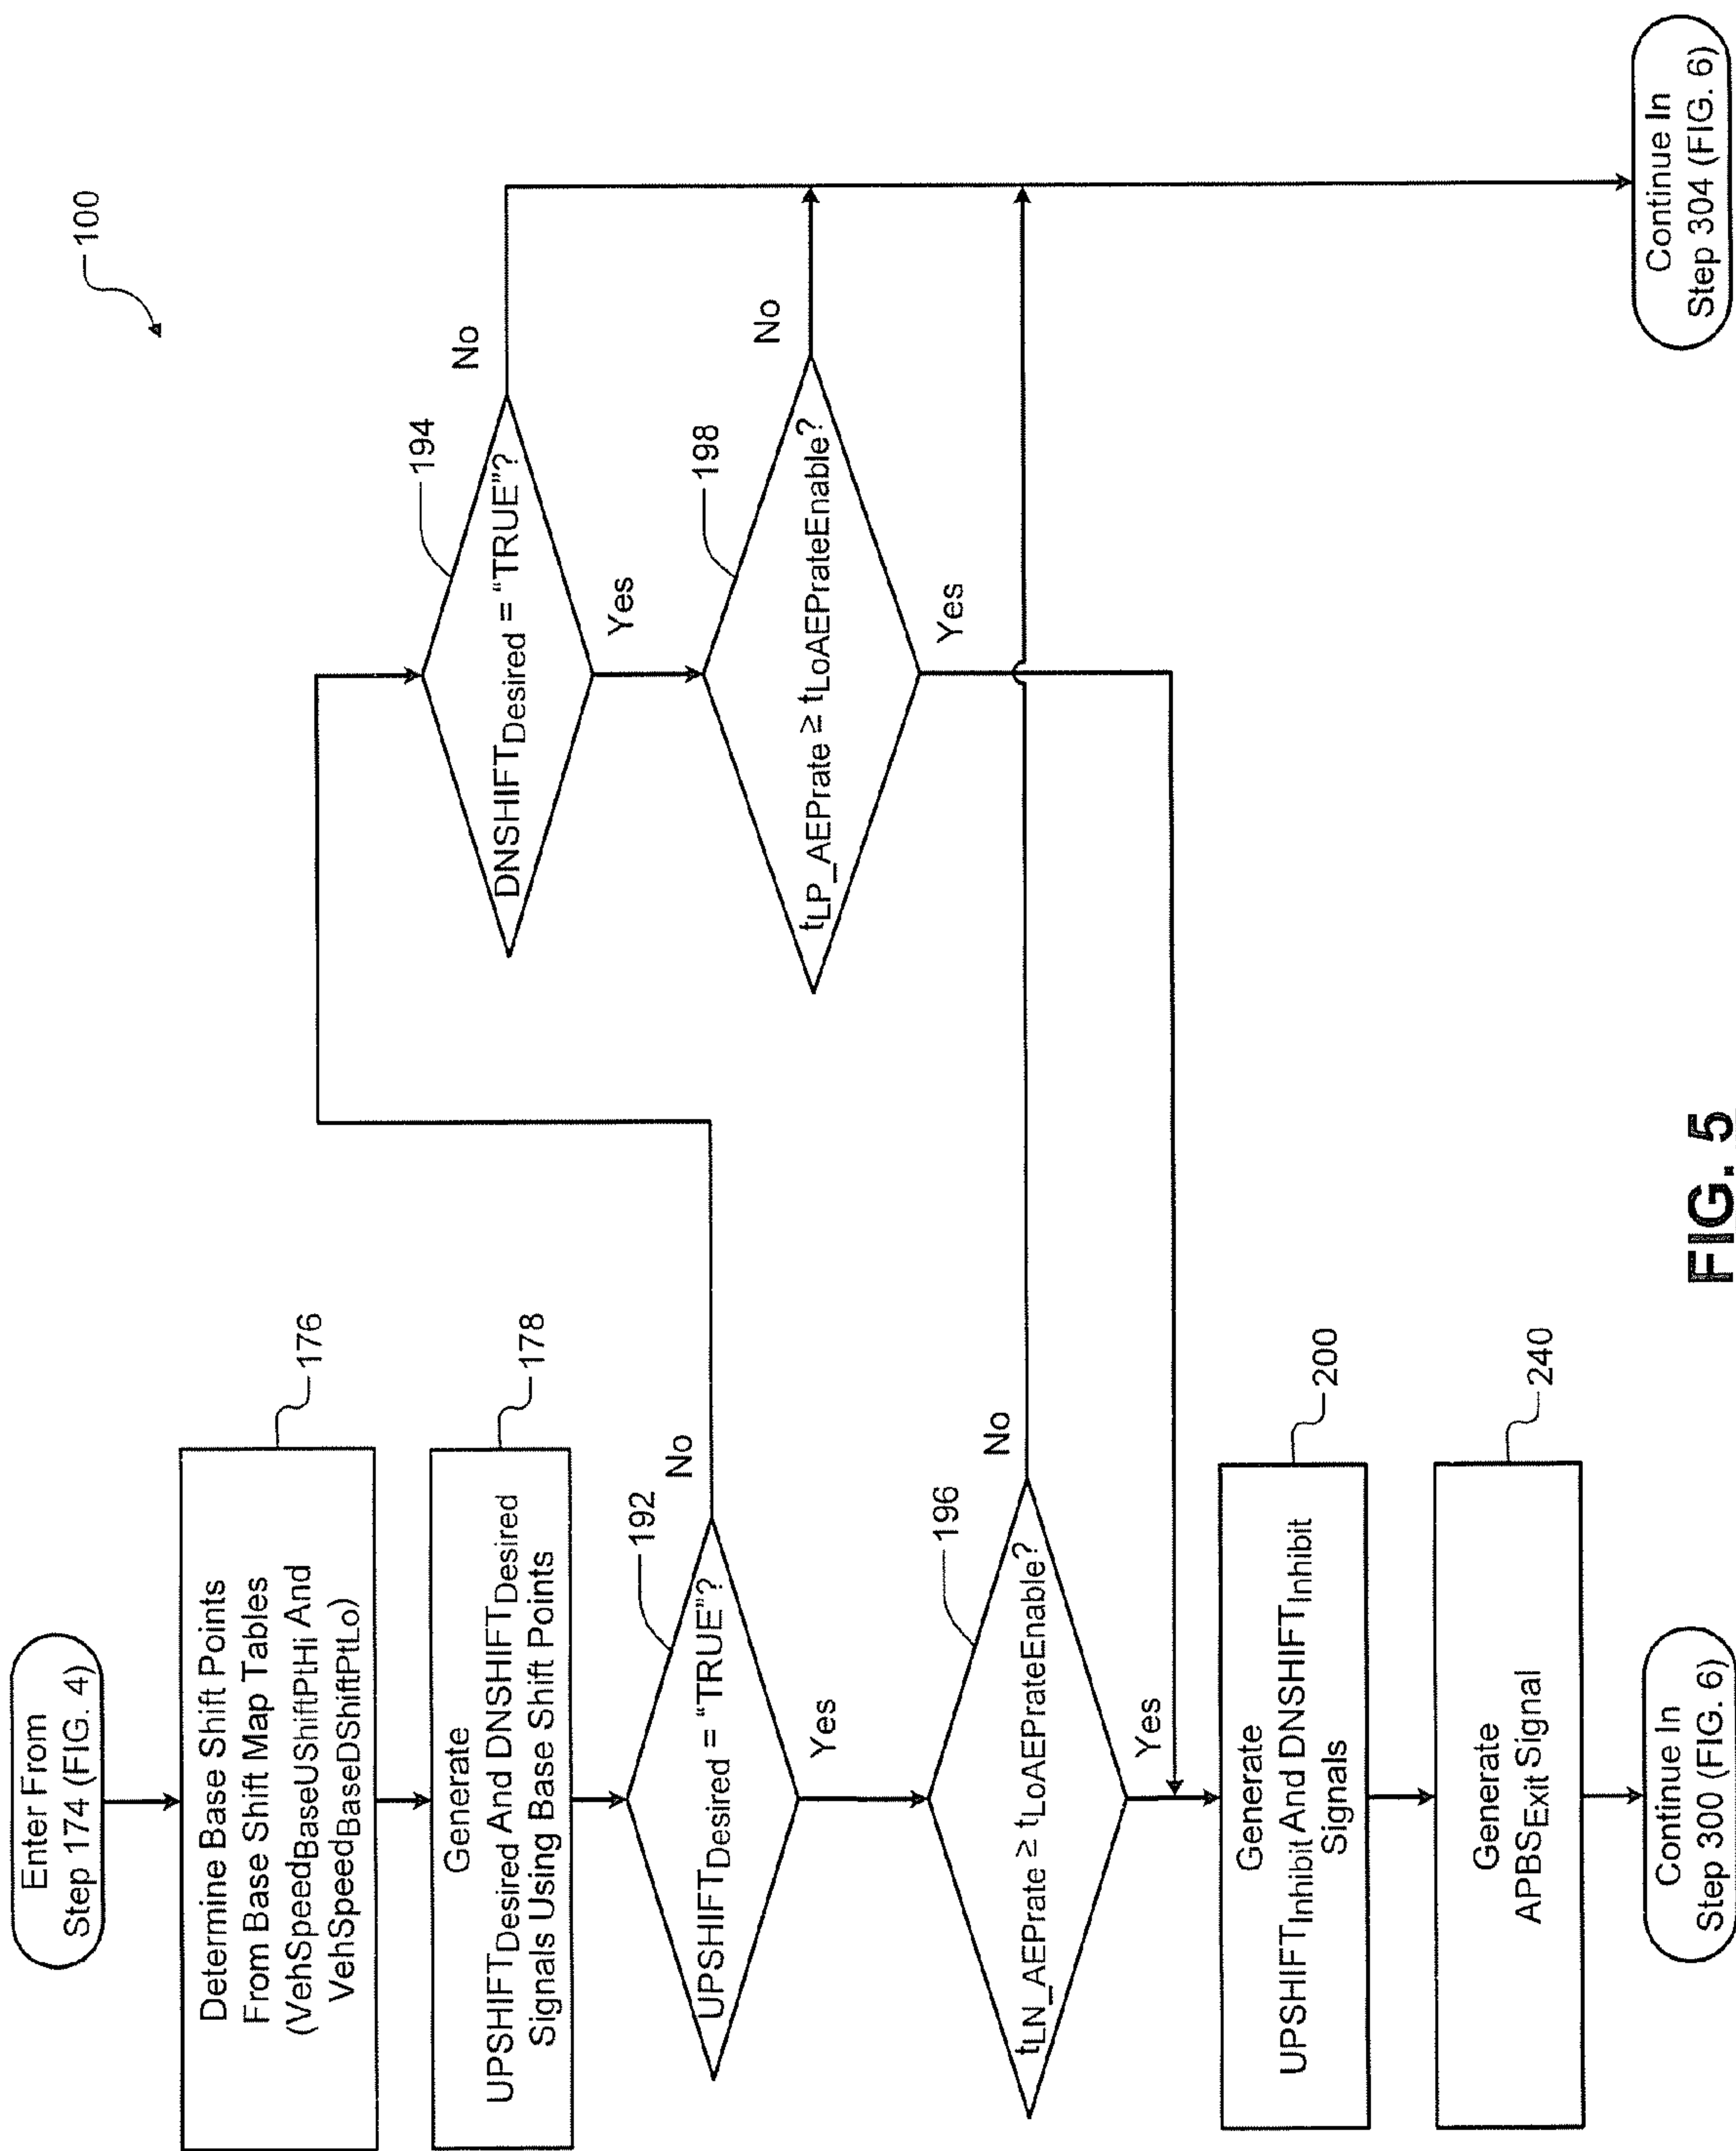 100
Enter From
Step 174 (FIG. 4)
Determine Base Shift Points
From Base Shift Map Tables
(VehSpeedBaseUShiftPtHi And
VehSpeedBaseDShiftPtLo)
176
Generate
UPSHIFTDesired And DNSHIFTDesired
Signals Using Base Shift Points
178
UPSHIFTDesired = "TRUE"?
192
No
Yes
DNSHIFTDesired = "TRUE"?
194
No
Yes
tLP_AEPrate ≥ tLoAEPrateEnable?
198
No
Yes
tLN_AEPrate ≥ tLoAEPrateEnable?
196
No
Yes
Generate
UPSHIFTInhibit And DNSHIFTInhibit
Signals
200
Generate
APBSExit Signal
240
Continue In
Step 300 (FIG. 6)
Continue In
Step 304 (FIG. 6)
FIG. 5